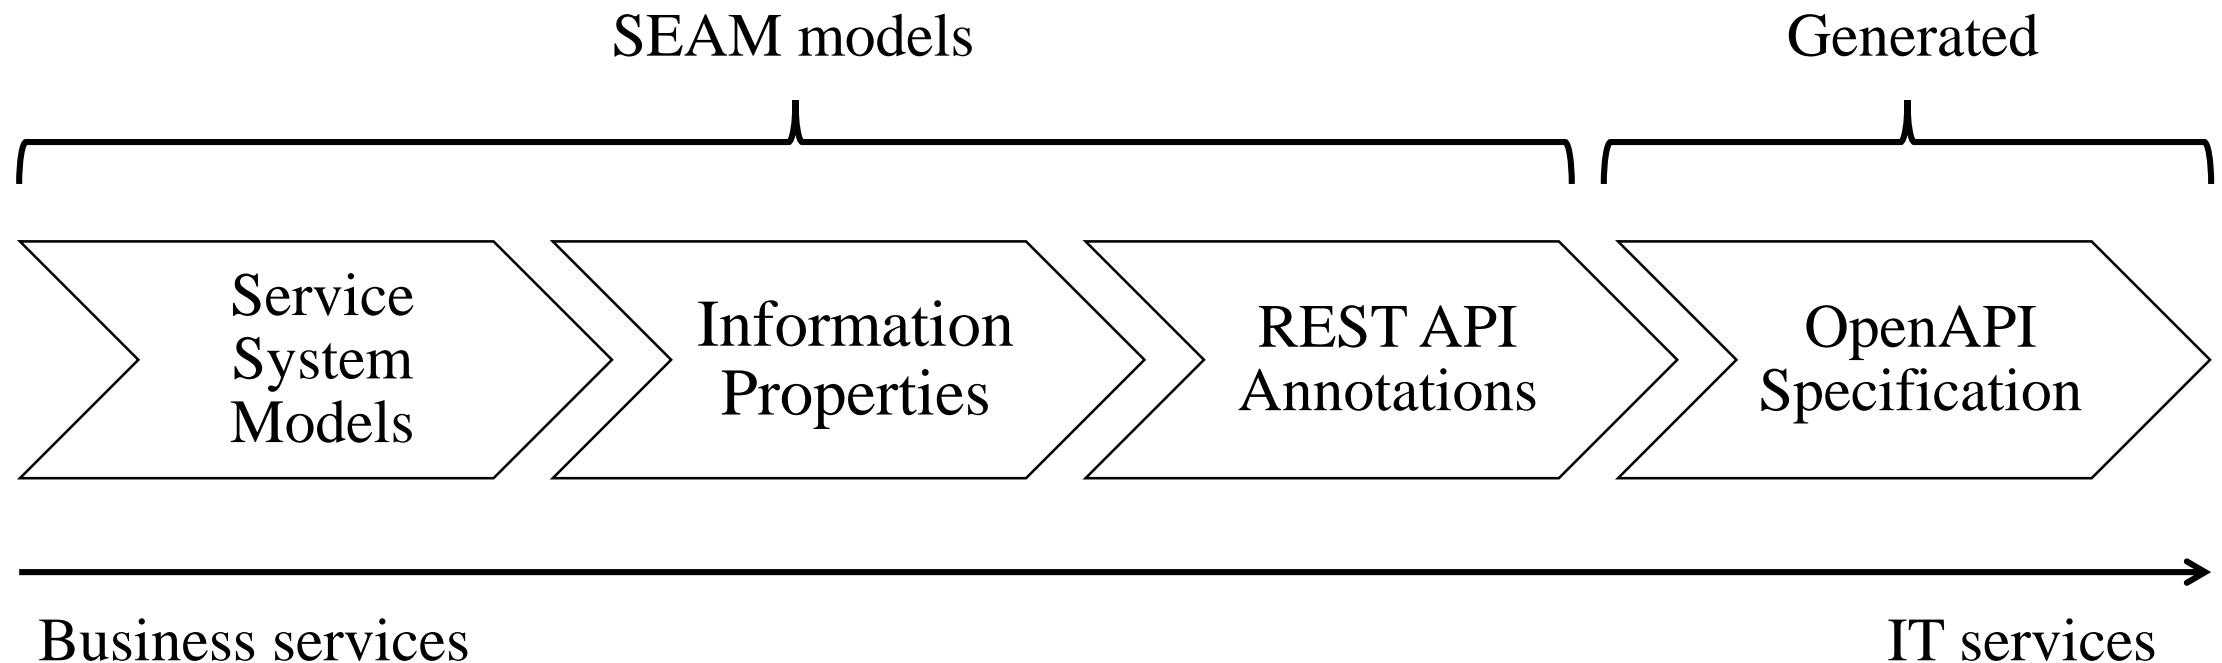 SEAM models
Generated
Service
System
Models
Information
Properties
REST API
Annotations
OpenAPI
Specification
Business services
IT services